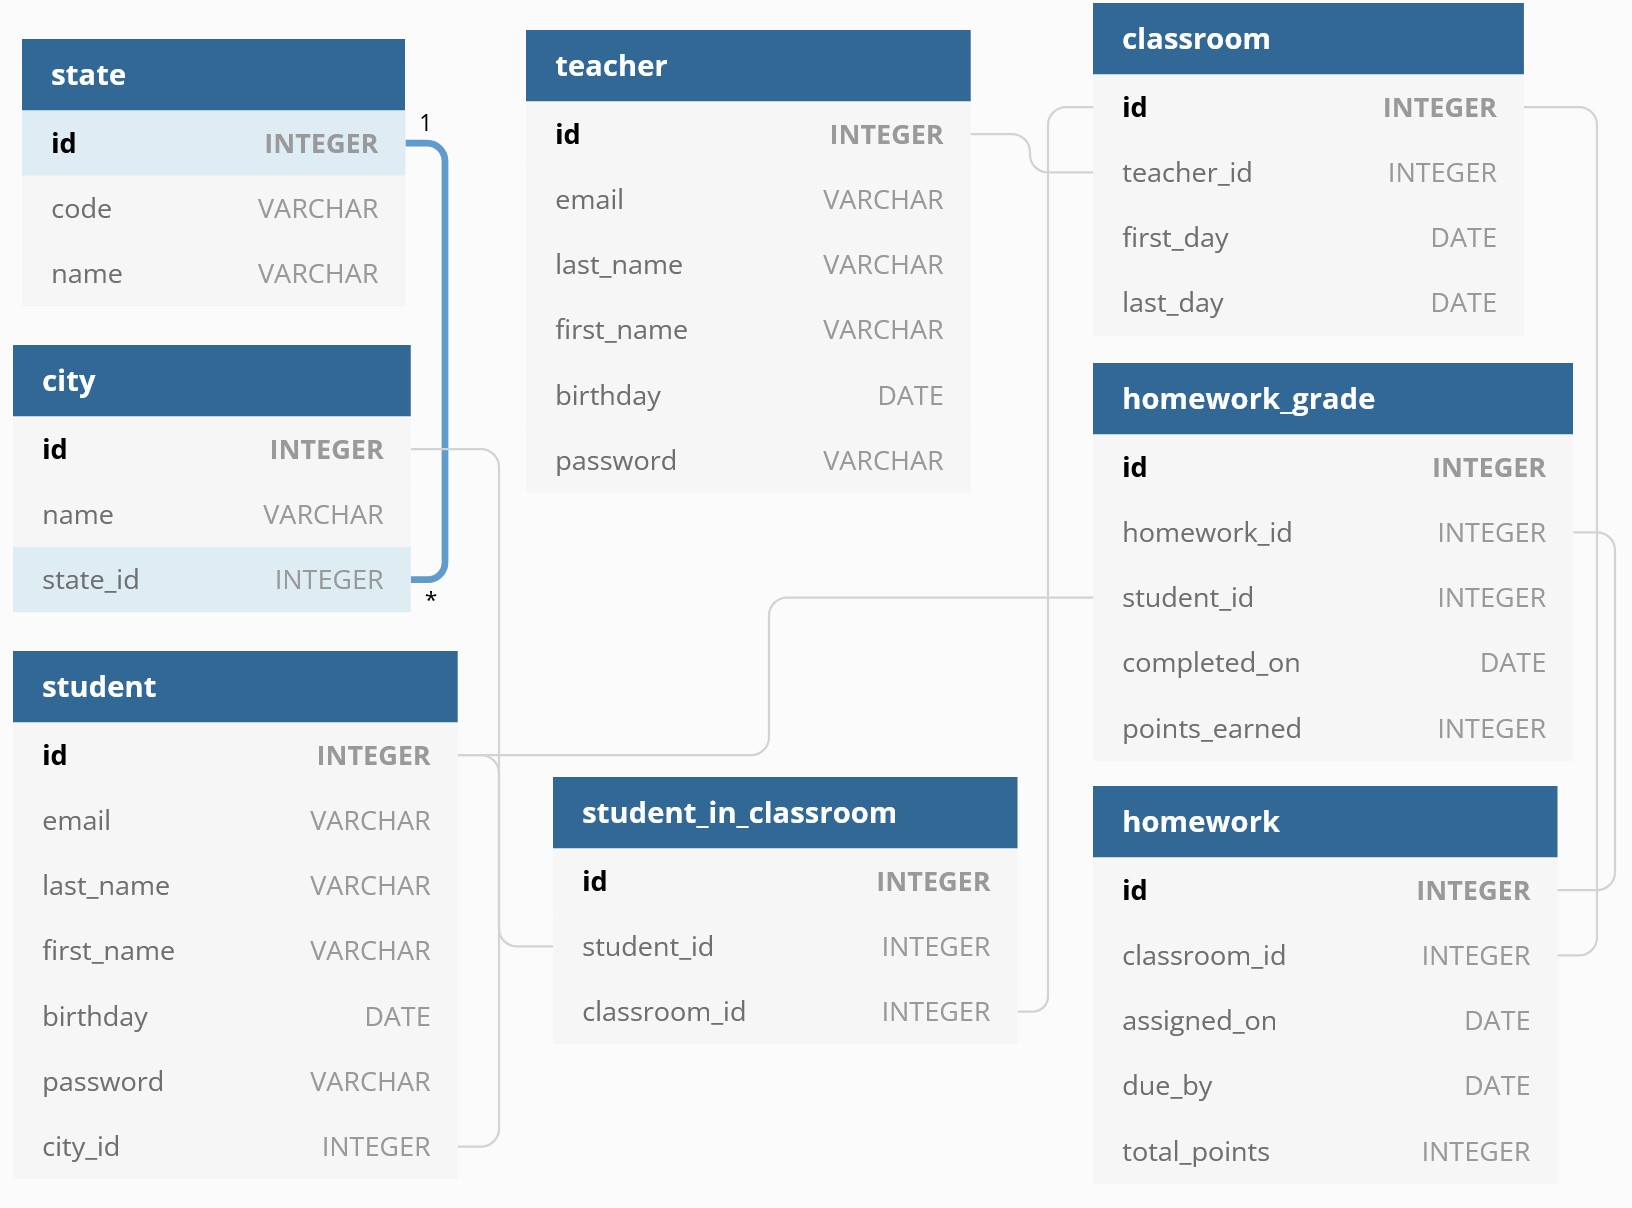 state
id INTEGER
code VARCHAR
name VARCHAR
1
city
id INTEGER
name VARCHAR
state_id INTEGER
*
student
id INTEGER
email VARCHAR
last_name VARCHAR
first_name VARCHAR
birthday DATE
password VARCHAR
city_id INTEGER
teacher
id INTEGER
email VARCHAR
last_name VARCHAR
first_name VARCHAR
birthday DATE
password VARCHAR
student_in_classroom
id INTEGER
student_id INTEGER
classroom_id INTEGER
classroom
id INTEGER
teacher_id INTEGER
first_day DATE
last_day DATE
homework_grade
id INTEGER
homework_id INTEGER
student_id INTEGER
completed_on DATE
points_earned INTEGER
homework
id INTEGER
classroom_id INTEGER
assigned_on DATE
due_by DATE
total_points INTEGER